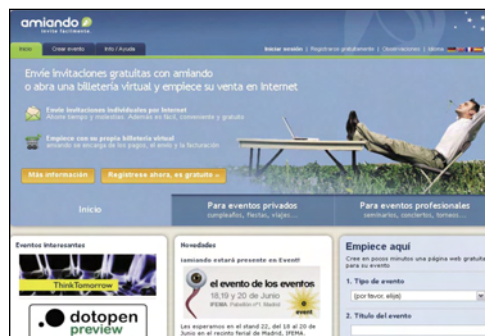 amiando
invite fácilmente.
Inicio
Crear evento
Info / Ayuda
Iniciar sesión | Registrarse gratuitamente | Observaciones | Idioma
Envíe invitaciones gratuitas con amiando
o abra una billetería virtual y empiece su venta en Internet
Envíe invitaciones individuales por Internet
Ahorre tiempo y molestias. Además es fácil, conveniente y gratuito
Empiece con su propia billetería virtual
amiando se encarga de los pagos, el envío y la facturación
Más información
Regístrese ahora, es gratuito »
Inicio
Para eventos privados
cumpleaños, fiestas, viajes...
Para eventos profesionales
seminarios, conciertos, torneos...
Eventos interesantes
ThinkTomorrow
dotopen
preview
Novedades
¡amiando estará presente en Event!
el evento de los eventos
18,19 y 20 de Junio
IFEMA. Pabellón nº1. Madrid
event
Les esperamos en el stand 22, del 18 al 20 de
Junio en el recinto ferial de Madrid, IFEMA.
Empiece aquí
Cree en pocos minutos una página web gratuita
para su evento
1. Tipo de evento
(por favor, elija)
2. Título del evento